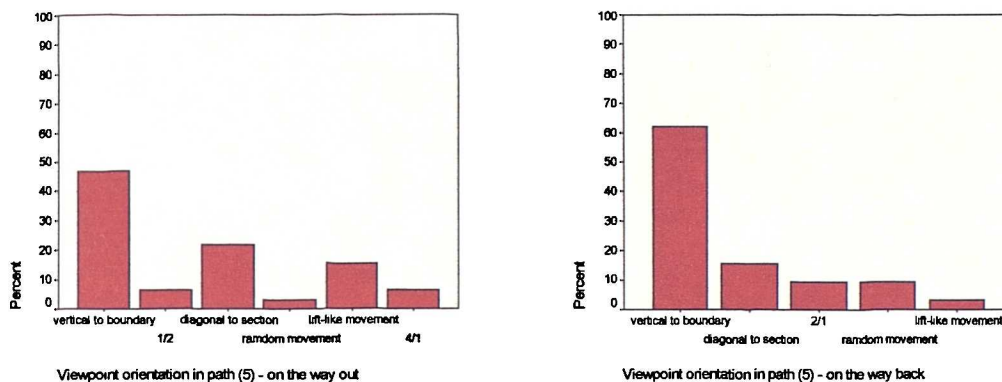 100
90
80
70
60
50
40
30
20
10
0
Percent
vertical to boundary diagonal to section lift-like movement
1/2 ramdom movement 4/1
Viewpoint orientation in path (5) - on the way out
100
90
80
70
60
50
40
30
20
10
0
Percent
vertical to boundary 2/1 lift-like movement
diagonal to section ramdom movement
Viewpoint orientation in path (5) - on the way back